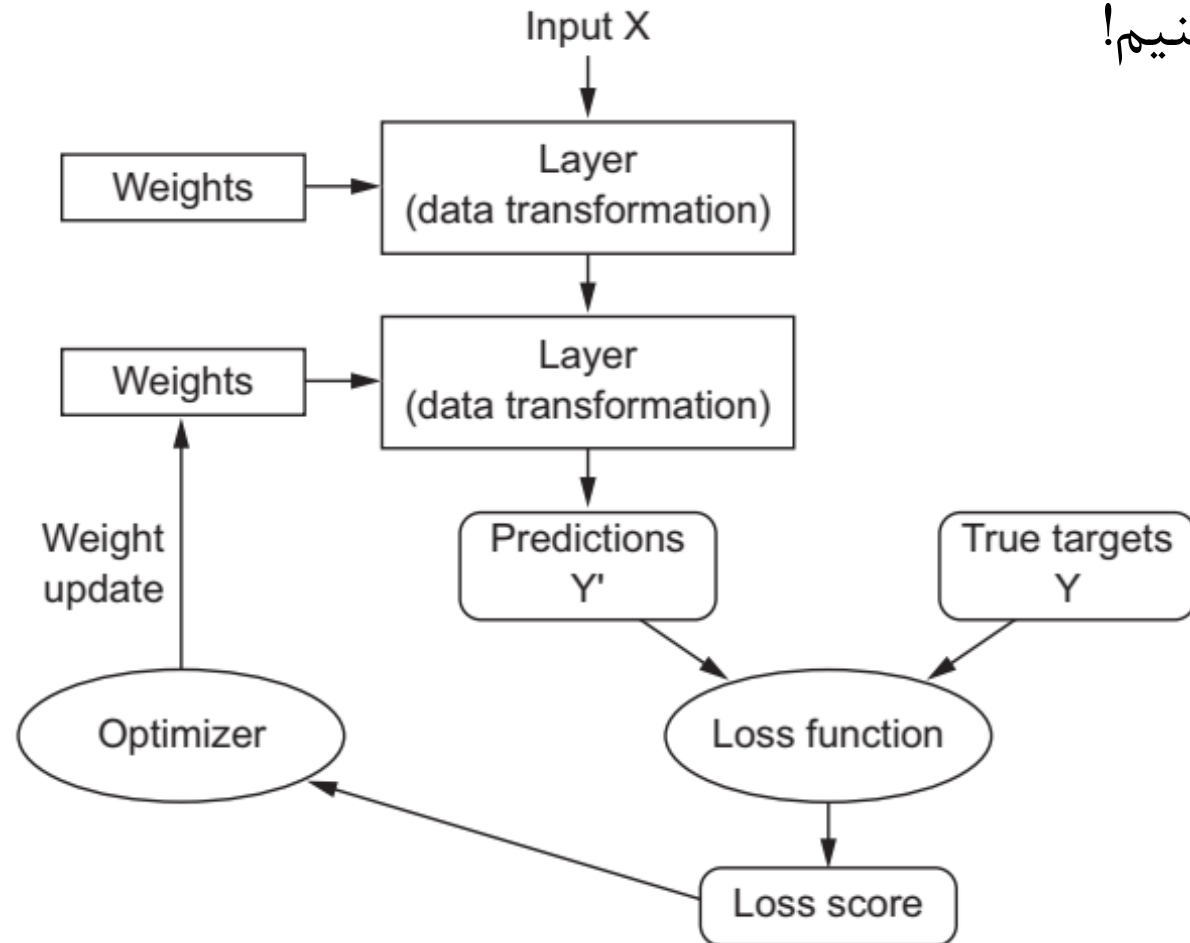 Input X
Weights
Layer
(data transformation)
Weights
Layer
(data transformation)
Weight
update
Predictions
Y'
True targets
Y
Optimizer
Loss function
Loss score